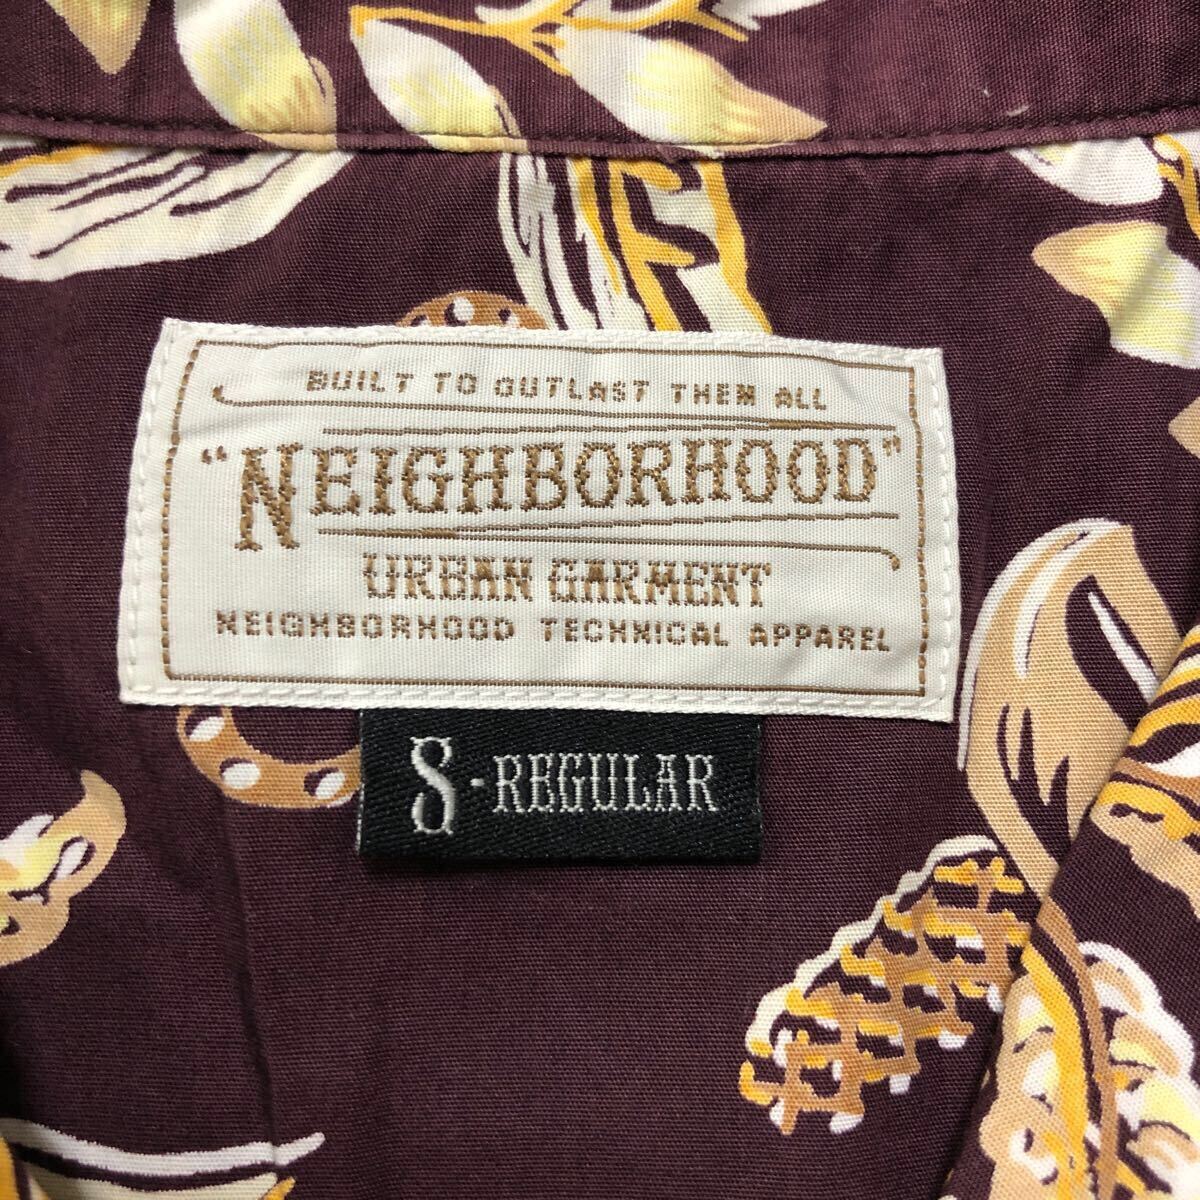 BUILT TO OUTLAST THEM ALL
"NEIGHBORHOOD"
URBAN GARMENT
NEIGHBORHOOD TECHNICAL APPAREL
S-REGULAR